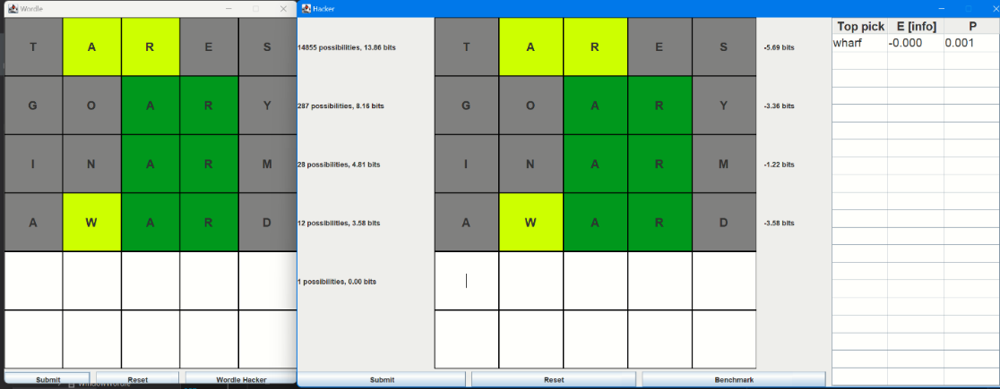 Wordle
Hacker
T A R E S
G O A R Y
I N A R M
A W A R D
Submit Reset Wordle Hacker
14855 possibilities, 13.86 bits T A R E S -5.69 bits
287 possibilities, 8.16 bits G O A R Y -3.36 bits
28 possibilities, 4.81 bits I N A R M -1.22 bits
12 possibilities, 3.58 bits A W A R D -3.58 bits
1 possibilities, 0.00 bits
Submit Reset Benchmark
Top pick E [info] P
wharf -0.000 0.001
WindowWordle